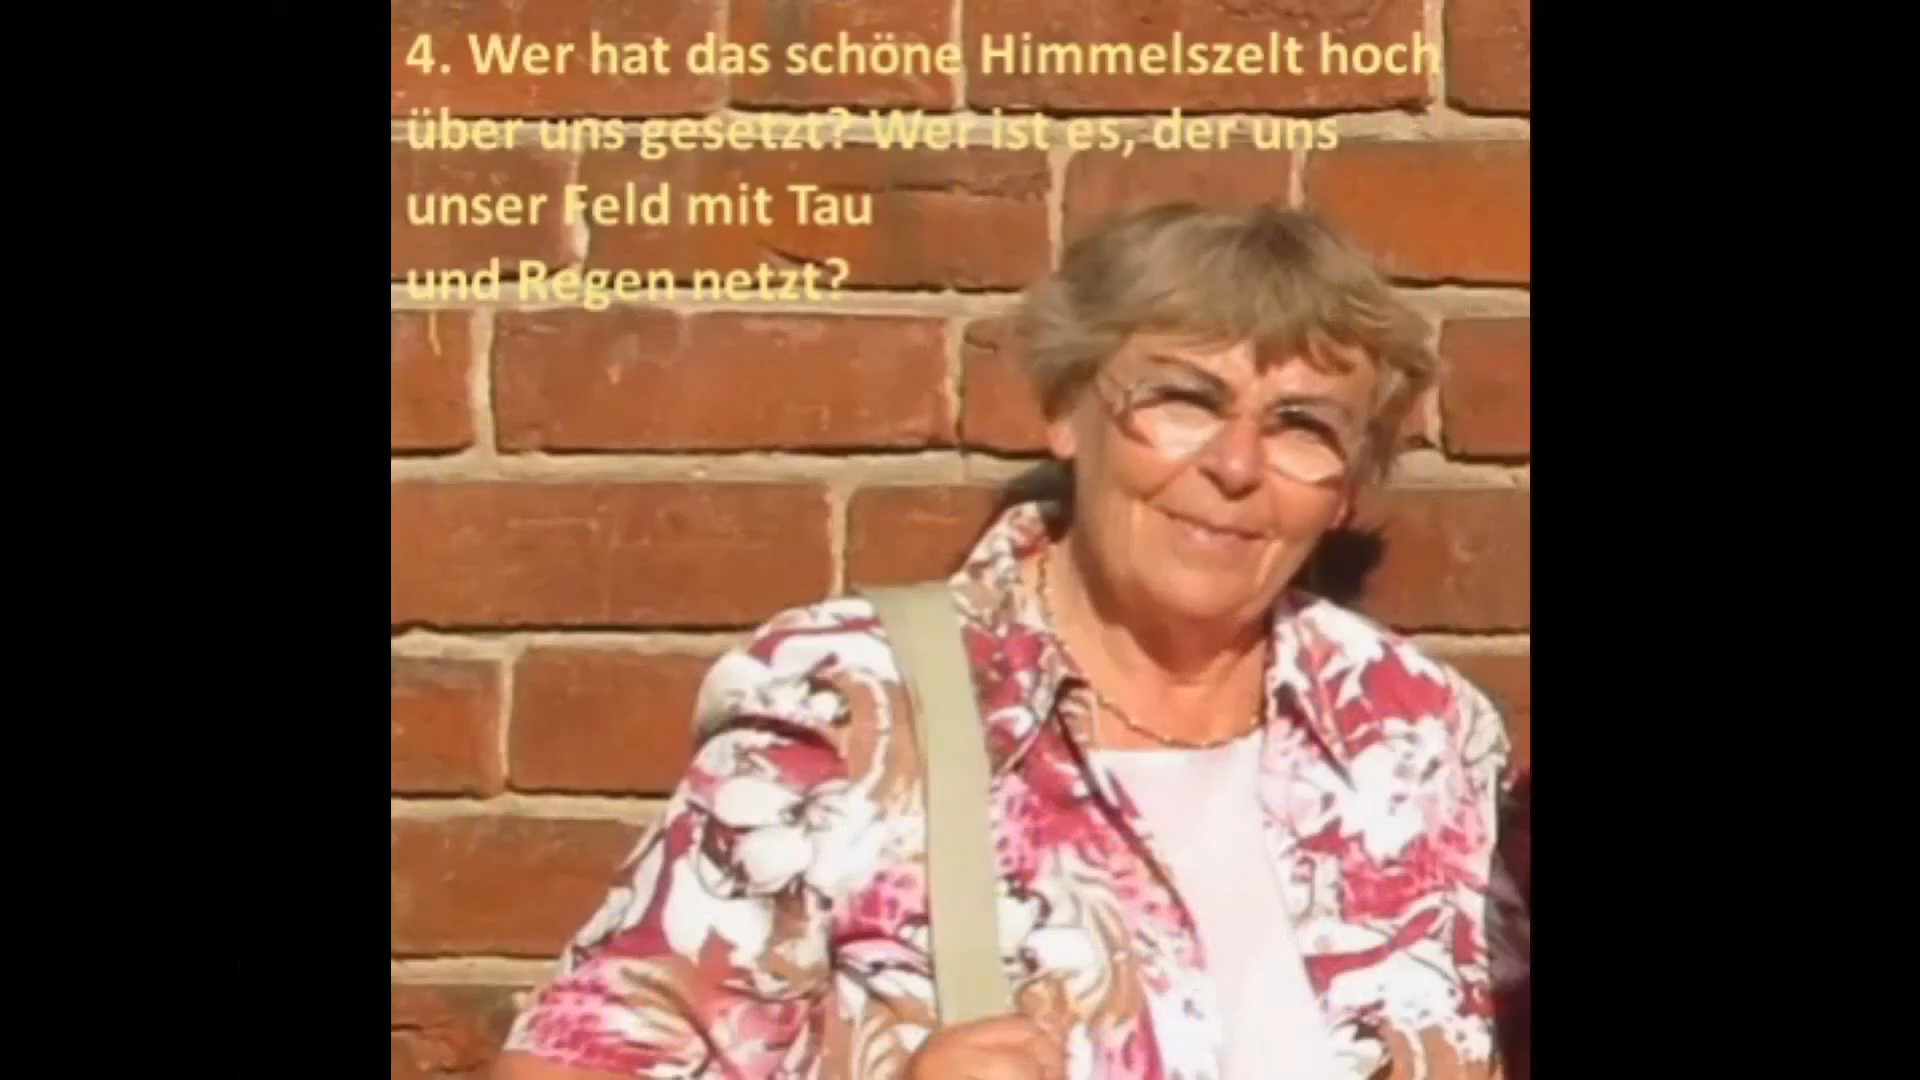 4. Wer hat das schöne Himmelszelt hoch
über uns gesetzt? Wer ist es, der uns
unser Feld mit Tau
und Regen netzt?